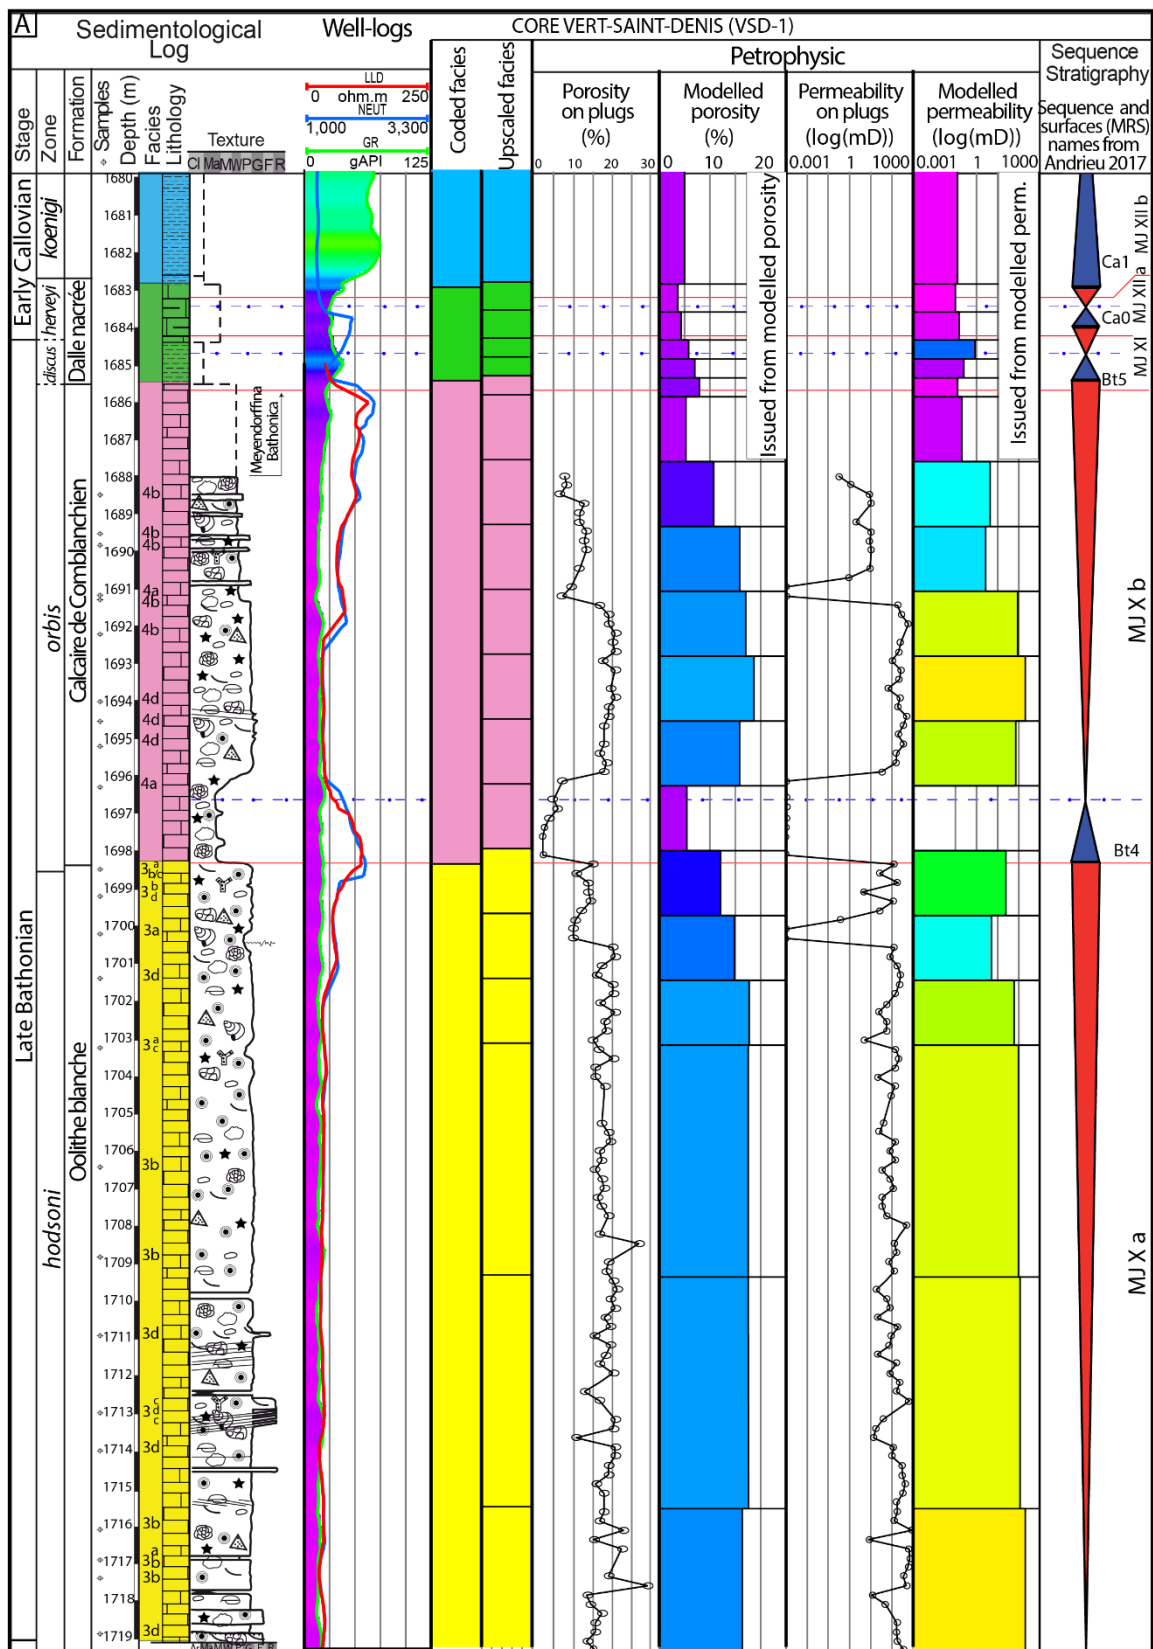 A
Sedimentological
Log
Well-logs
CORE VERT-SAINT-DENIS (VSD-1)
Petrophysic
Sequence
Stratigraphy
Sequence and
surfaces (MRS)
names from
Andrieu 2017
Stage
Zone
Formation
Samples
Depth (m)
Facies
Lithology
Texture
Cl Ma M W P G F R
LLD
0 ohm.m 250
NEUT
1,000 3,300
GR
0 gAPI 125
Coded facies
Upscaled facies
Porosity
on plugs
(%)
0 10 20 30
Modelled
porosity
(%)
0 10 20
Permeability
on plugs
(log(mD))
0.001 1 1000
Modelled
permeability
(log(mD))
0.001 1 1000
Issued from modelled porosity
Issued from modelled perm.
Early Callovian
Late Bathonian
koenigi
herveyi
discus
orbis
hodsoni
Dalle nacrée
Calcaire de Comblanchien
Oolithe blanche
Meyendorffina
Bathonica
1680
1681
1682
1683
1684
1685
1686
1687
1688
1689
1690
1691
1692
1693
1694
1695
1696
1697
1698
1699
1700
1701
1702
1703
1704
1705
1706
1707
1708
1709
1710
1711
1712
1713
1714
1715
1716
1717
1718
1719
4b
4b
4b
4a
4b
4b
4d
4d
4d
4a
3 a
b/c
3 b
d
3a
3d
3 a
c
3b
3b
3d
c
3 d
c
3d
3b
a
3b
3b
3d
MJ XII b
Ca1
MJ XII a
Ca0
MJ XI
Bt5
MJ X b
Bt4
MJ X a